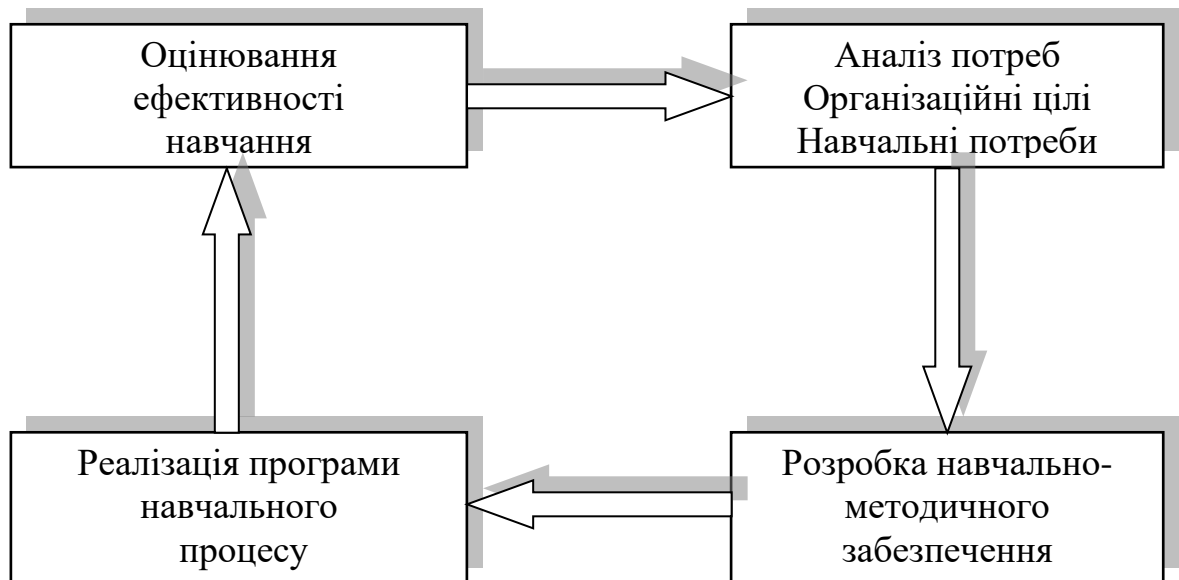 Оцінювання
ефективності
навчання
Аналіз потреб
Організаційні цілі
Навчальні потреби
Реалізація програми
навчального
процесу
Розробка навчально-
методичного
забезпечення